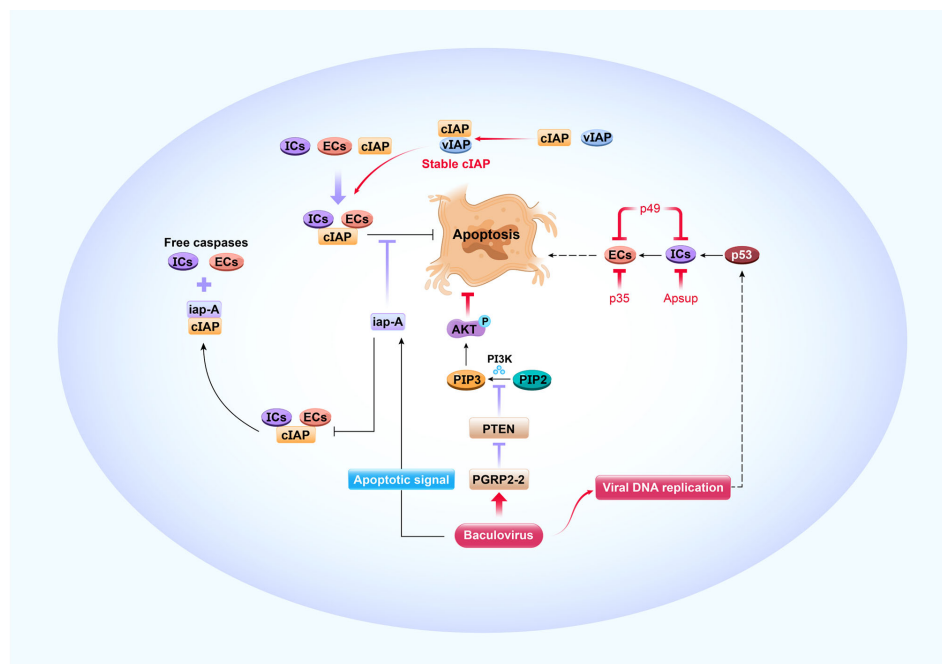 cIAP
vIAP
cIAP
vIAP
ICs
ECs
cIAP
Stable cIAP
p49
ICs
ECs
cIAP
Free caspases
ICs
ECs
Apoptosis
ECs
ICs
p53
p35
Apsup
iap-A
cIAP
iap-A
AKT
P
PI3K
PIP3
PIP2
ICs
ECs
cIAP
PTEN
Apoptotic signal
PGRP2-2
Viral DNA replication
Baculovirus